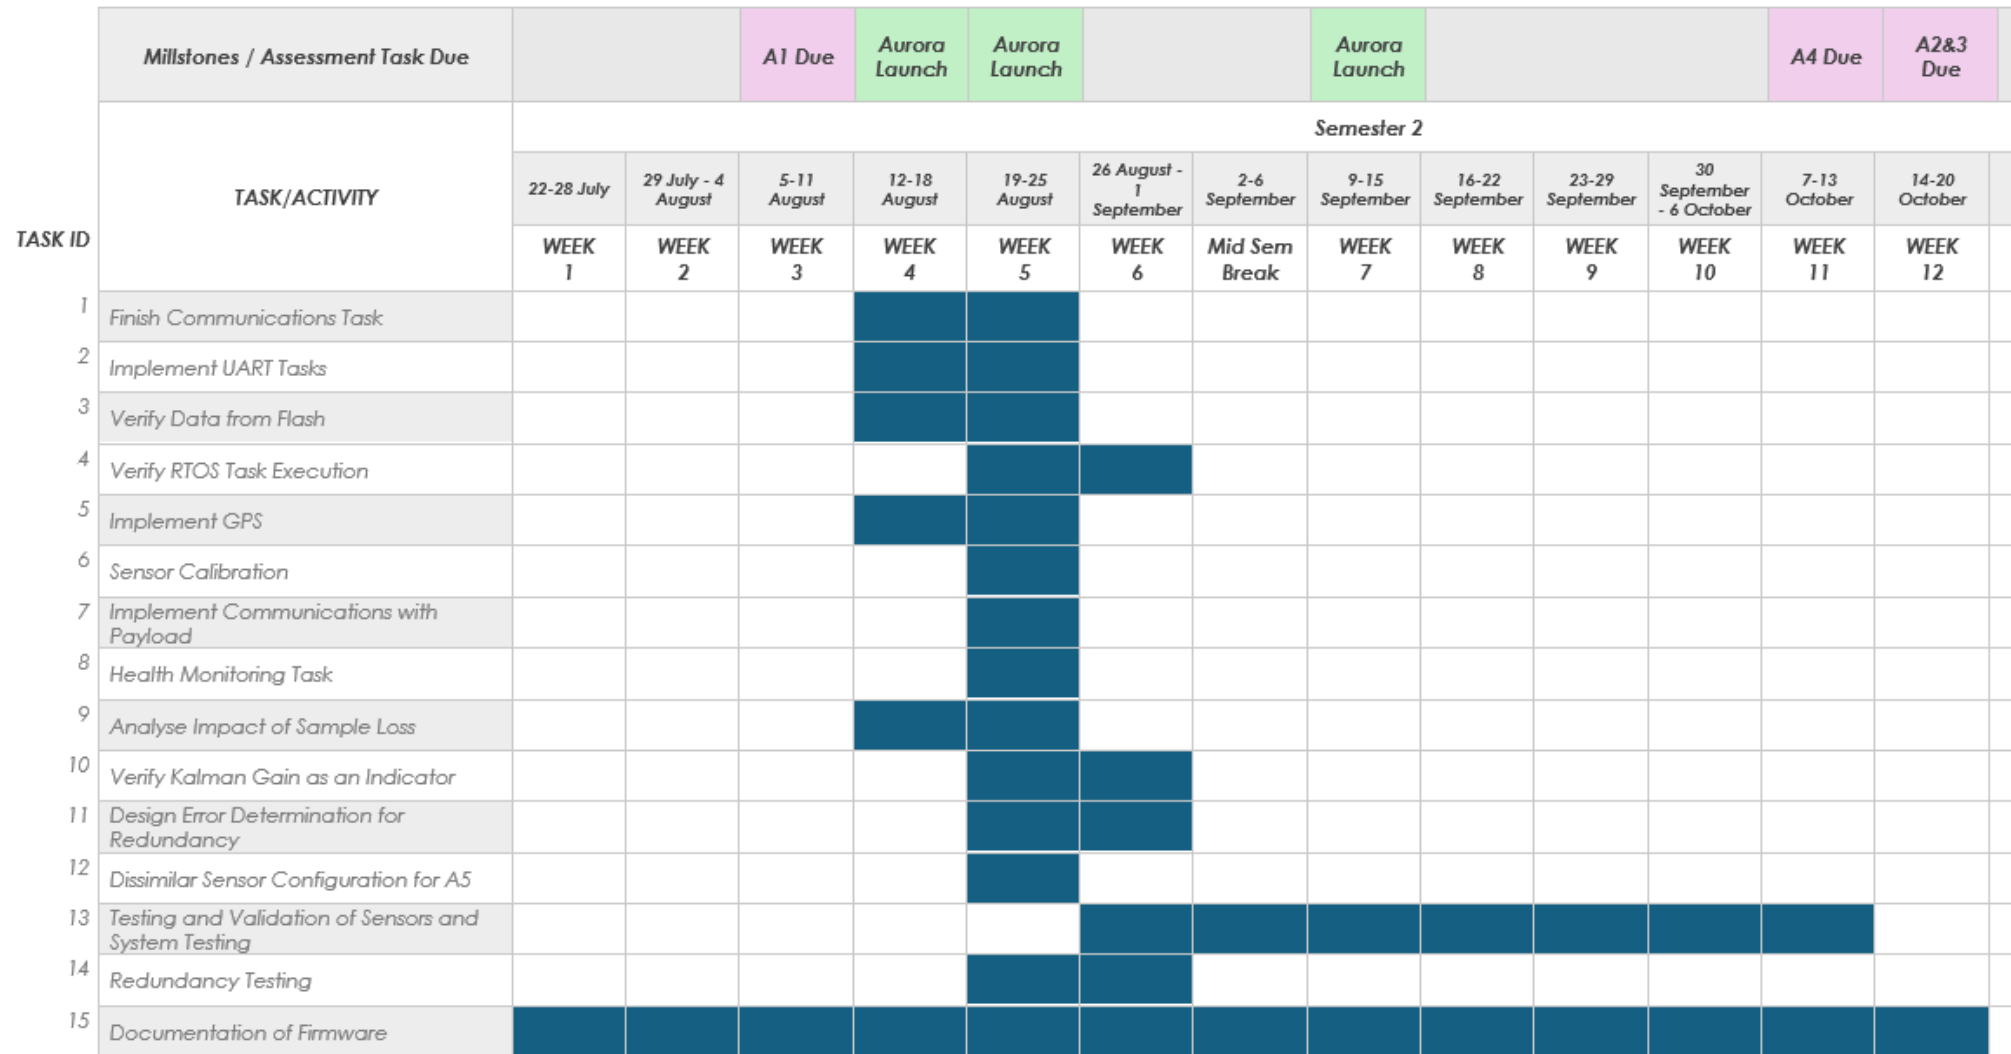 Millstones / Assessment Task Due
A1 Due
Aurora
Launch
Aurora
Launch
Aurora
Launch
A4 Due
A2&3
Due
Semester 2
TASK ID
TASK/ACTIVITY
22-28 July
29 July - 4
August
5-11
August
12-18
August
19-25
August
26 August -
1
September
2-6
September
9-15
September
16-22
September
23-29
September
30
September
- 6 October
7-13
October
14-20
October
WEEK
1
WEEK
2
WEEK
3
WEEK
4
WEEK
5
WEEK
6
Mid Sem
Break
WEEK
7
WEEK
8
WEEK
9
WEEK
10
WEEK
11
WEEK
12
1
Finish Communications Task
2
Implement UART Tasks
3
Verify Data from Flash
4
Verify RTOS Task Execution
5
Implement GPS
6
Sensor Calibration
7
Implement Communications with
Payload
8
Health Monitoring Task
9
Analyse Impact of Sample Loss
10
Verify Kalman Gain as an Indicator
11
Design Error Determination for
Redundancy
12
Dissimilar Sensor Configuration for A5
13
Testing and Validation of Sensors and
System Testing
14
Redundancy Testing
15
Documentation of Firmware